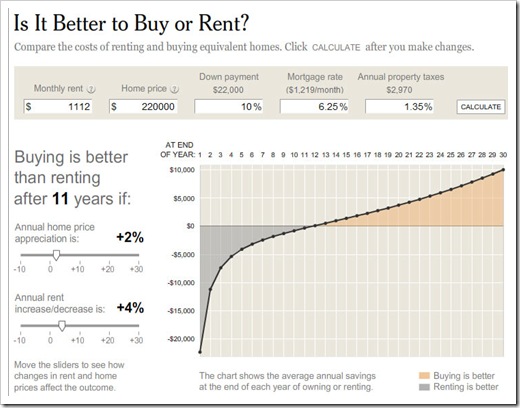 Is It Better to Buy or Rent?
Compare the costs of renting and buying equivalent homes. Click CALCULATE after you make changes.
Monthly rent
$ 1112
Home price
$ 220000
Down payment
$22,000
10 %
Mortgage rate
($1,219/month)
6.25 %
Annual property taxes
$2,970
1.35%
CALCULATE
Buying is better
than renting
after 11 years if:
Annual home price
appreciation is:
+2%
-10 0 +10 +20 +30
Annual rent
increase/decrease is:
+4%
-10 0 +10 +20 +30
Move the sliders to see how
changes in rent and home
prices affect the outcome.
AT END
OF YEAR: 1 2 3 4 5 6 7 8 9 10 11 12 13 14 15 16 17 18 19 20 21 22 23 24 25 26 27 28 29 30
$10,000
$5,000
$0
-$5,000
-$10,000
-$15,000
-$20,000
The chart shows the average annual savings
at the end of each year of owning or renting.
Buying is better
Renting is better